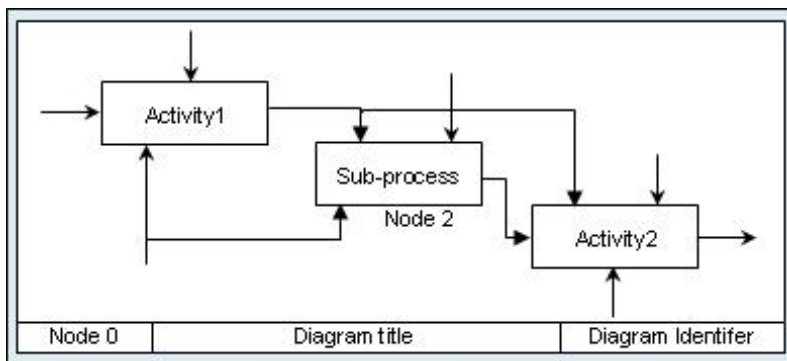 Activity1
Sub-process
Node 2
Activity2
Node 0
Diagram title
Diagram Identifer